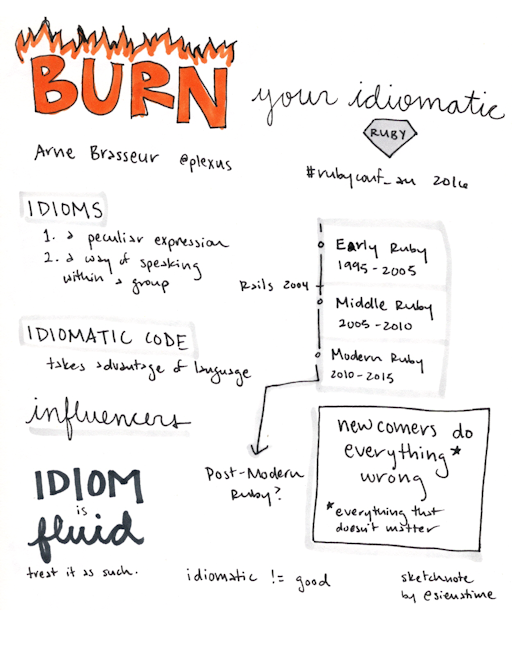 BURN your idiomatic
RUBY
Arne Brasseur @plexus
#rubyconf_au 2016
IDIOMS
1. a peculiar expression
2. a way of speaking
within a group
Rails 2004
Early Ruby
1995-2005
Middle Ruby
2005-2010
Modern Ruby
2010-2015
IDIOMATIC CODE
takes advantage of language
influencers
Post-Modern
Ruby?
newcomers do
everything*
wrong
*everything that
doesn't matter
IDIOM
is
fluid
treat it as such.
idiomatic != good
sketchnote
by @sienstime